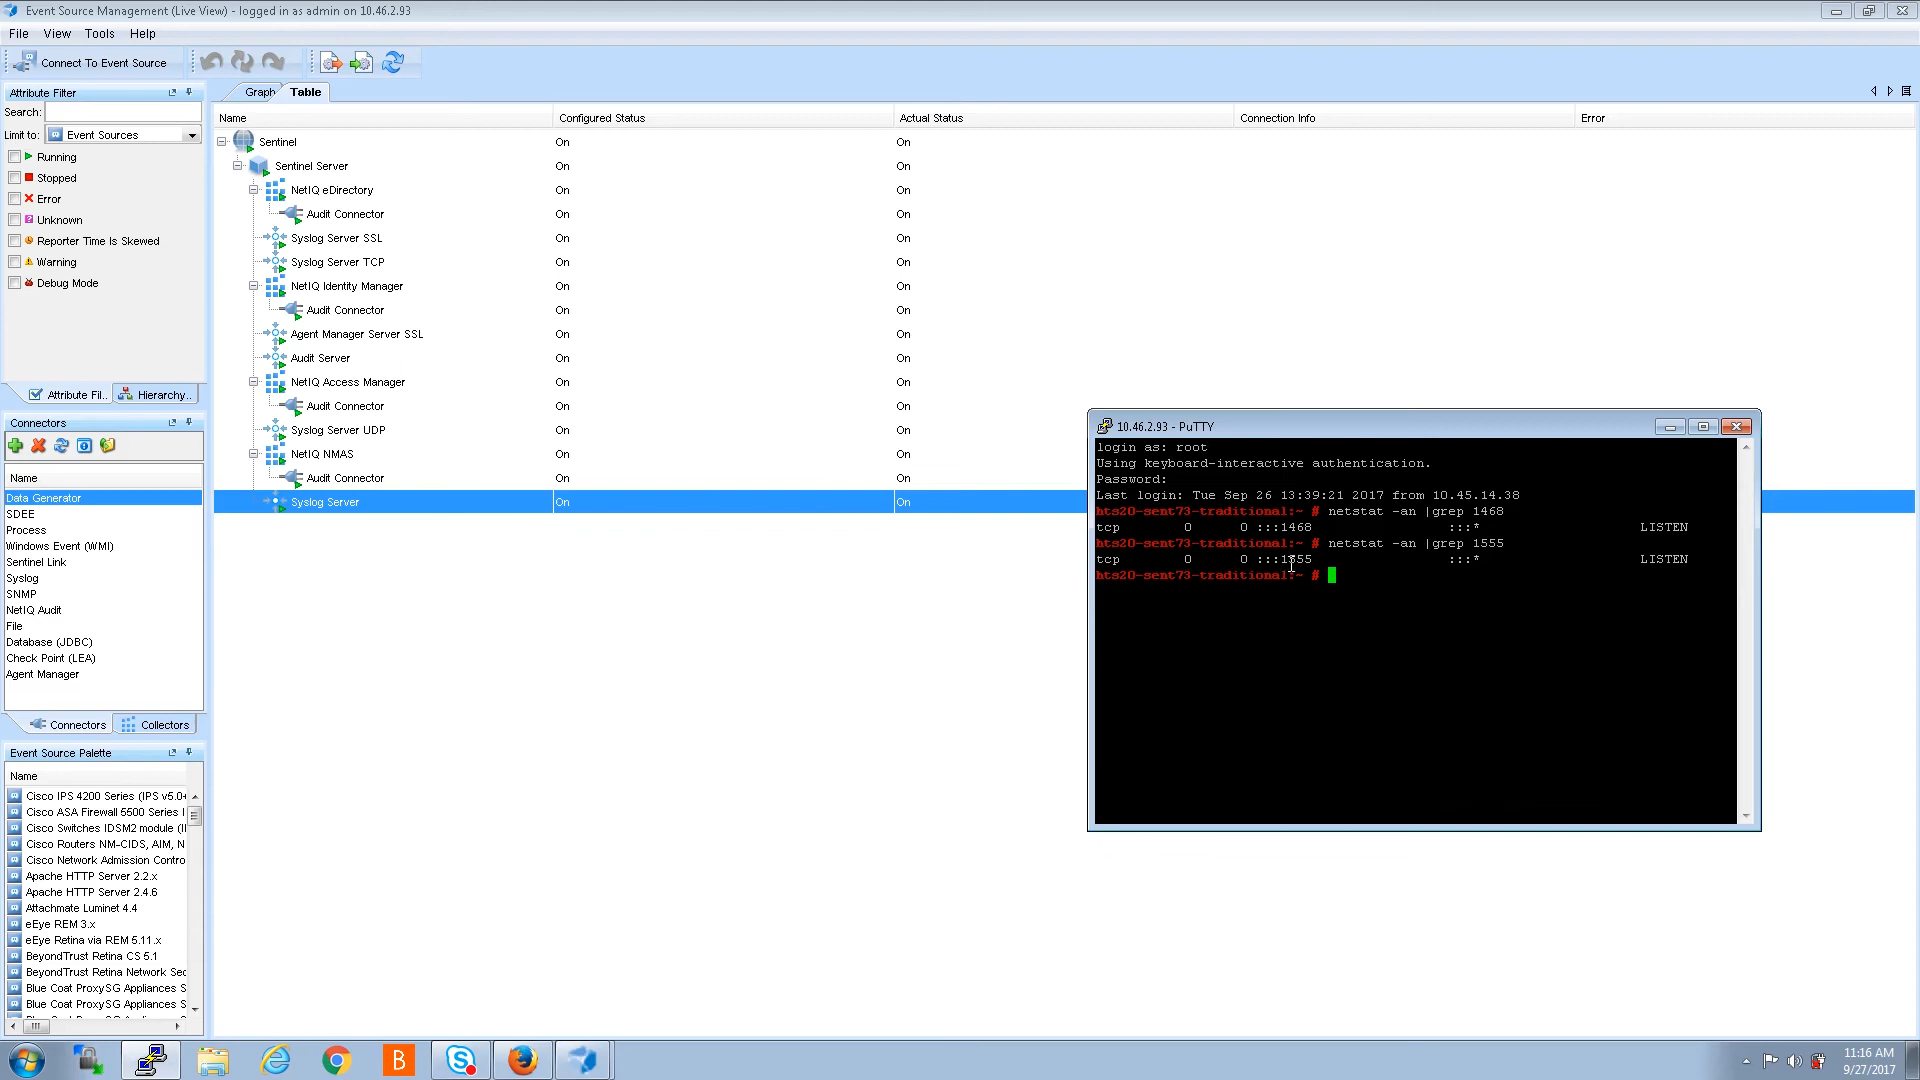 Event Source Management (Live View) - logged in as admin on 10.46.2.93
File View Tools Help
Connect To Event Source
Attribute Filter
Search:
Limit to: Event Sources
Running
Stopped
Error
Unknown
Reporter Time Is Skewed
Warning
Debug Mode
Attribute Fil.. Hierarchy..
Connectors
Name
Data Generator
SDEE
Process
Windows Event (WMI)
Sentinel Link
Syslog
SNMP
NetIQ Audit
File
Database (JDBC)
Check Point (LEA)
Agent Manager
Connectors Collectors
Event Source Palette
Name
Cisco IPS 4200 Series (IPS v5.0+
Cisco ASA Firewall 5500 Series
Cisco Switches IDSM2 module
Cisco Routers NM-CIDS, AIM, N
Cisco Network Admission Contro
Apache HTTP Server 2.2.x
Apache HTTP Server 2.4.6
Attachmate Luminet 4.4
eEye REM 3.x
eEye Retina via REM 5.11.x
BeyondTrust Retina CS 5.1
BeyondTrust Retina Network Sec
Blue Coat ProxySG Appliances S
Blue Coat ProxySG Appliances S
Graph Table
Name Configured Status Actual Status Connection Info Error
Sentinel On On
Sentinel Server On On
NetIQ eDirectory On On
Audit Connector On On
Syslog Server SSL On On
Syslog Server TCP On On
NetIQ Identity Manager On On
Audit Connector On On
Agent Manager Server SSL On On
Audit Server On On
NetIQ Access Manager On On
Audit Connector On On
Syslog Server UDP On On
NetIQ NMAS On On
Audit Connector On On
Syslog Server On On
10.46.2.93 - PuTTY
login as: root
Using keyboard-interactive authentication.
Password:
Last login: Tue Sep 26 13:39:21 2017 from 10.45.14.38
hts20-sent73-traditional:~ # netstat -an |grep 1468
tcp 0 0 :::1468 :::* LISTEN
hts20-sent73-traditional:~ # netstat -an |grep 1555
tcp 0 0 :::1555 :::* LISTEN
hts20-sent73-traditional:~ #
11:16 AM
9/27/2017